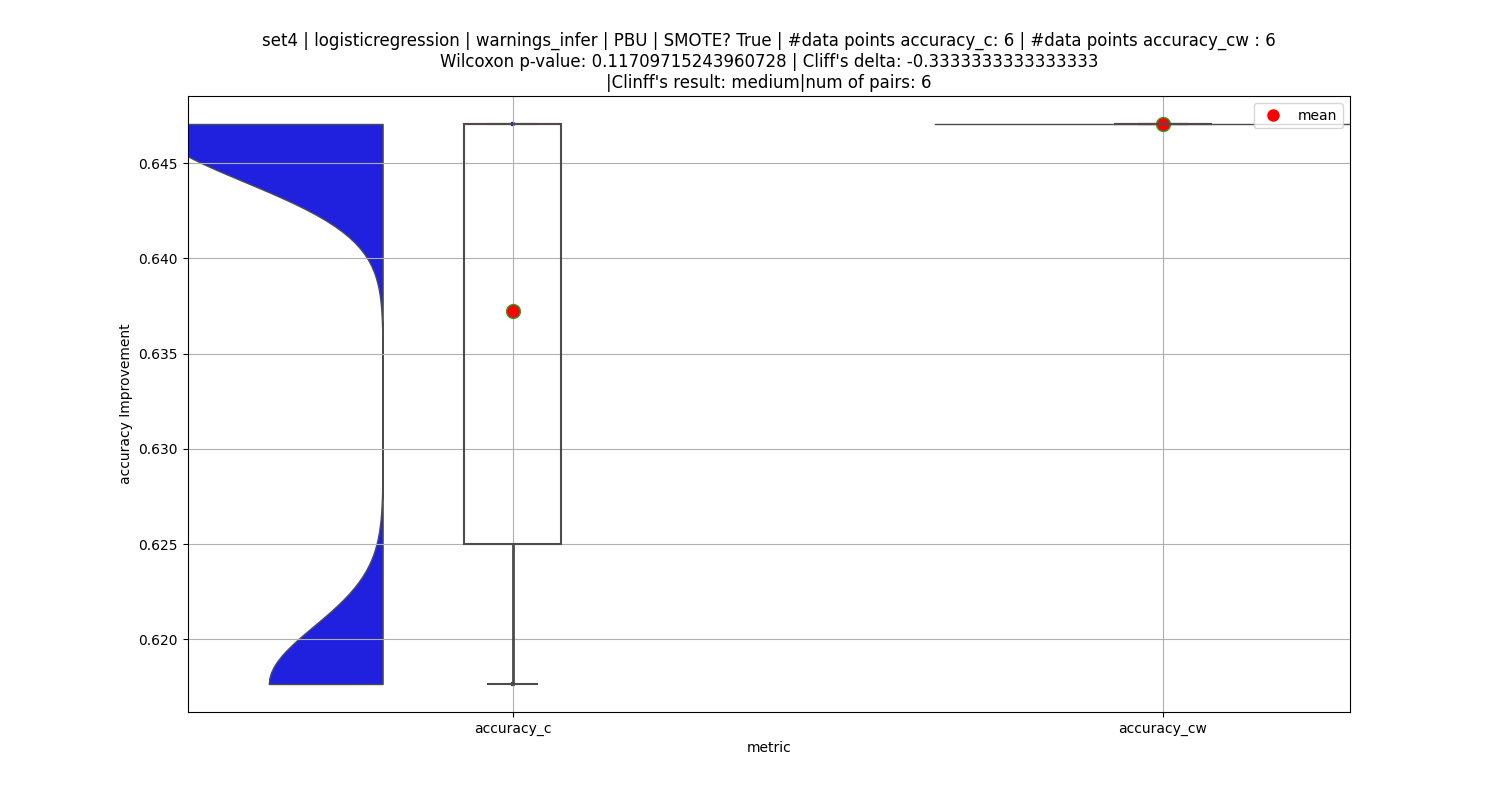 set4 | logisticregression | warnings_infer | PBU | SMOTE? True | #data points accuracy_c: 6 | #data points accuracy_cw : 6
Wilcoxon p-value: 0.11709715243960728 | Cliff's delta: -0.3333333333333333
|Clinff's result: medium|num of pairs: 6
mean
0.645
0.640
0.635
0.630
0.625
0.620
accuracy Improvement
accuracy_c
accuracy_cw
metric